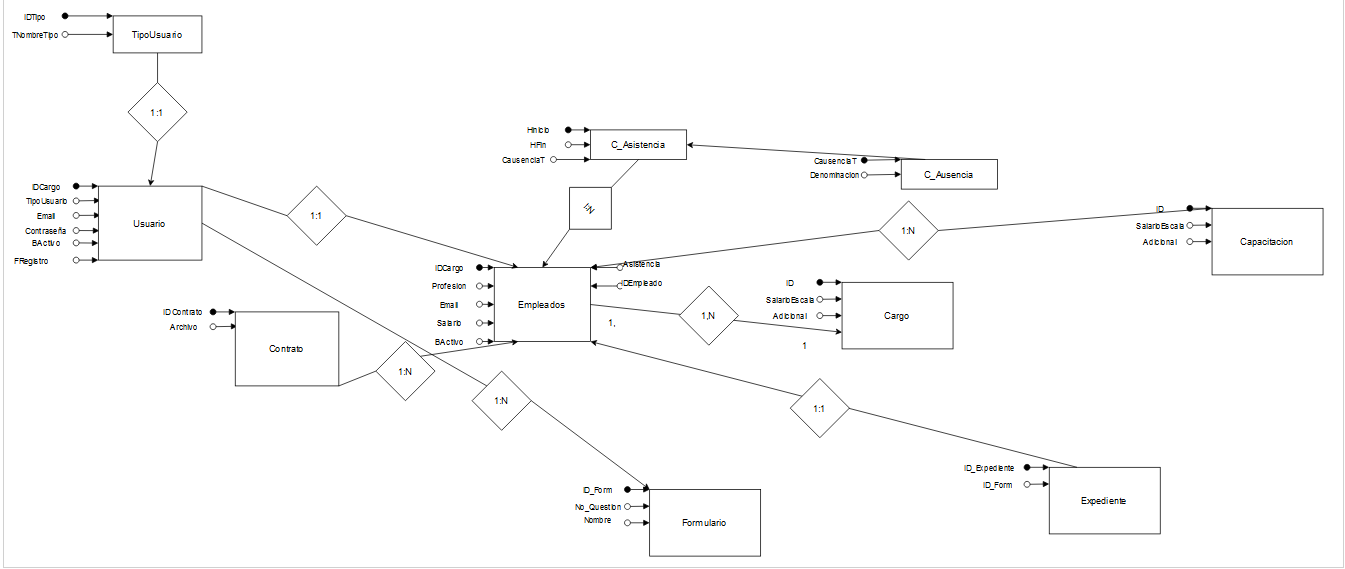 IDTipo
TNombreTipo
TipoUsuario
1:1
HInicio
HFin
CausenciaT
C_Asistencia
CausenciaT
Denominacion
C_Ausencia
IDCargo
TipoUsuario
Email
Contraseña
BActivo
FRegistro
Usuario
1:1
1:N
1:N
ID
SalarioEscala
Adicional
Capacitacion
IDCargo
Profesion
Email
Salario
BActivo
Empleados
Asistencia
IDEmpleado
1,
1,N
1
ID
SalarioEscala
Adicional
Cargo
IDContrato
Archivo
Contrato
1:N
1:N
1:1
ID_Expediente
ID_Form
Expediente
ID_Form
No_Question
Nombre
Formulario